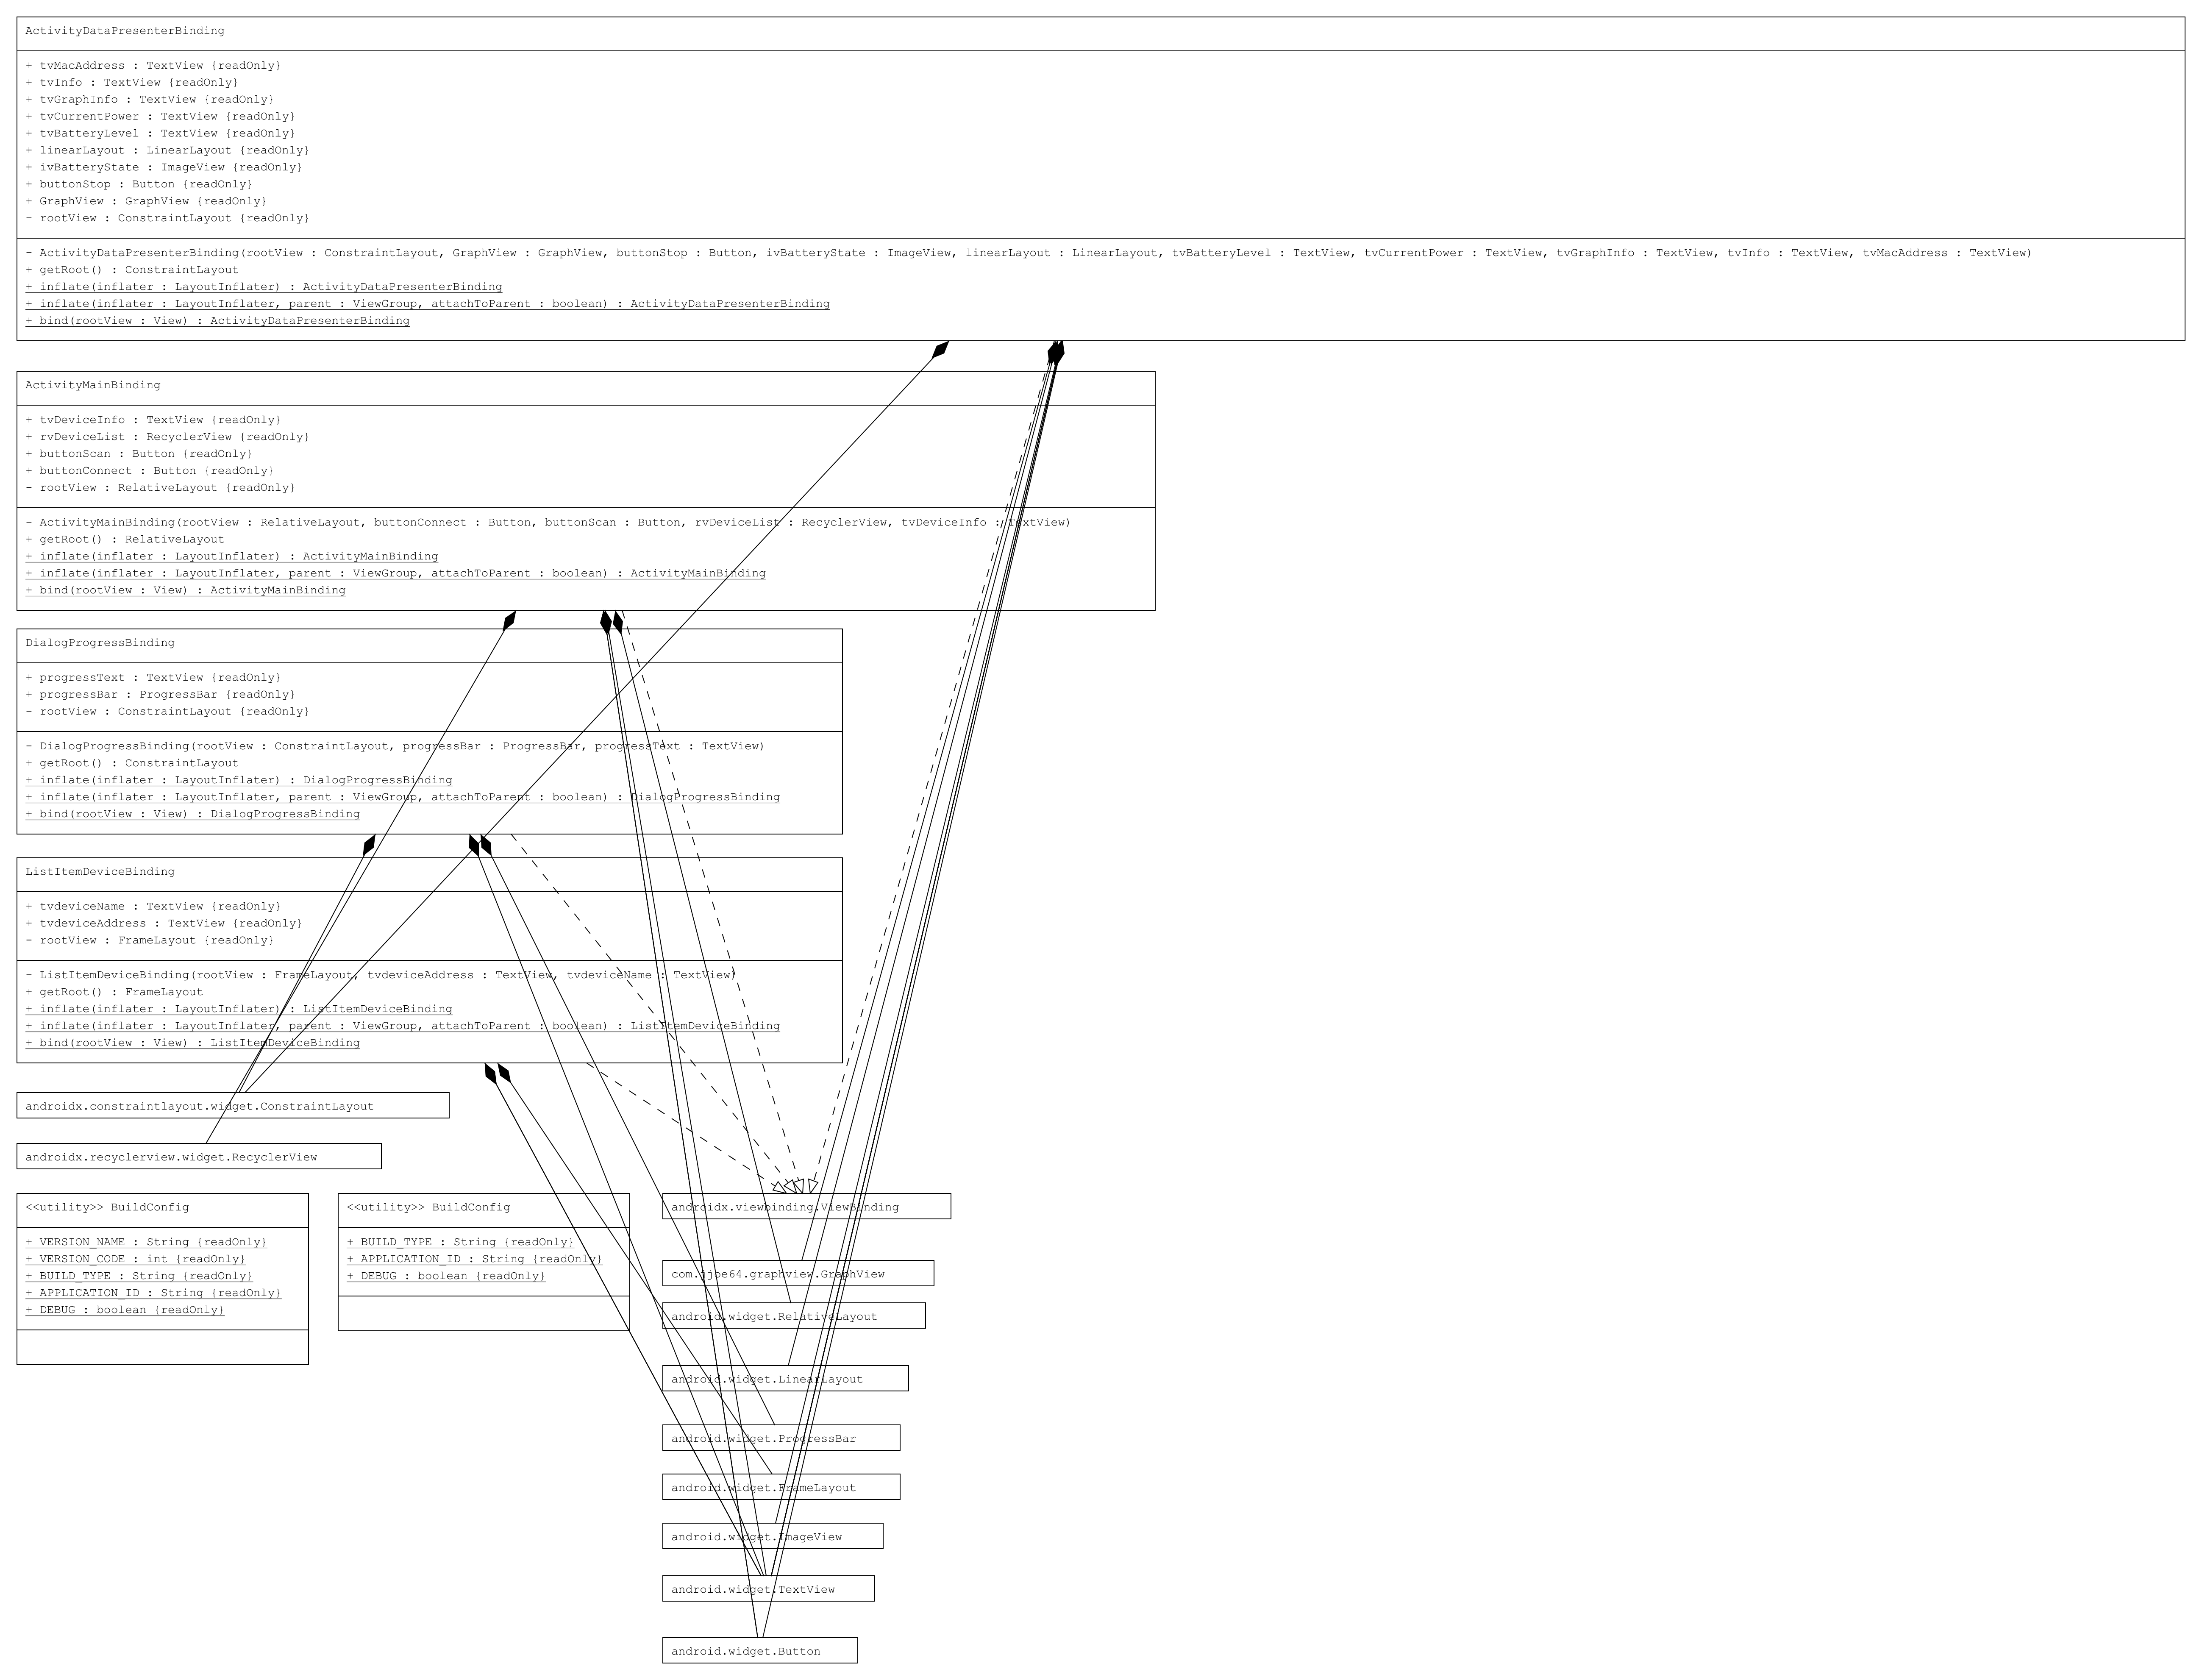 ActivityDataPresenterBinding
+ tvMacAddress : TextView {readOnly}
+ tvInfo : TextView {readOnly}
+ tvGraphInfo : TextView {readOnly}
+ tvCurrentPower : TextView {readOnly}
+ tvBatteryLevel : TextView {readOnly}
+ linearLayout : LinearLayout {readOnly}
+ ivBatteryState : ImageView {readOnly}
+ buttonStop : Button {readOnly}
+ GraphView : GraphView {readOnly}
- rootView : ConstraintLayout {readOnly}
- ActivityDataPresenterBinding(rootView : ConstraintLayout, GraphView : GraphView, buttonStop : Button, ivBatteryState : ImageView, linearLayout : LinearLayout, tvBatteryLevel : TextView, tvCurrentPower : TextView, tvGraphInfo : TextView, tvInfo : TextView, tvMacAddress : TextView)
+ getRoot() : ConstraintLayout
+ inflate(inflater : LayoutInflater) : ActivityDataPresenterBinding
+ inflate(inflater : LayoutInflater, parent : ViewGroup, attachToParent : boolean) : ActivityDataPresenterBinding
+ bind(rootView : View) : ActivityDataPresenterBinding
ActivityMainBinding
+ tvDeviceInfo : TextView {readOnly}
+ rvDeviceList : RecyclerView {readOnly}
+ buttonScan : Button {readOnly}
+ buttonConnect : Button {readOnly}
- rootView : RelativeLayout {readOnly}
- ActivityMainBinding(rootView : RelativeLayout, buttonConnect : Button, buttonScan : Button, rvDeviceList : RecyclerView, tvDeviceInfo : TextView)
+ getRoot() : RelativeLayout
+ inflate(inflater : LayoutInflater) : ActivityMainBinding
+ inflate(inflater : LayoutInflater, parent : ViewGroup, attachToParent : boolean) : ActivityMainBinding
+ bind(rootView : View) : ActivityMainBinding
DialogProgressBinding
+ progressText : TextView {readOnly}
+ progressBar : ProgressBar {readOnly}
- rootView : ConstraintLayout {readOnly}
- DialogProgressBinding(rootView : ConstraintLayout, progressBar : ProgressBar, progressText : TextView)
+ getRoot() : ConstraintLayout
+ inflate(inflater : LayoutInflater) : DialogProgressBinding
+ inflate(inflater : LayoutInflater, parent : ViewGroup, attachToParent : boolean) : DialogProgressBinding
+ bind(rootView : View) : DialogProgressBinding
ListItemDeviceBinding
+ tvdeviceName : TextView {readOnly}
+ tvdeviceAddress : TextView {readOnly}
- rootView : FrameLayout {readOnly}
- ListItemDeviceBinding(rootView : FrameLayout, tvdeviceAddress : TextView, tvdeviceName : TextView)
+ getRoot() : FrameLayout
+ inflate(inflater : LayoutInflater) : ListItemDeviceBinding
+ inflate(inflater : LayoutInflater, parent : ViewGroup, attachToParent : boolean) : ListItemDeviceBinding
+ bind(rootView : View) : ListItemDeviceBinding
androidx.constraintlayout.widget.ConstraintLayout
androidx.recyclerview.widget.RecyclerView
<<utility>> BuildConfig
+ VERSION_NAME : String {readOnly}
+ VERSION_CODE : int {readOnly}
+ BUILD_TYPE : String {readOnly}
+ APPLICATION_ID : String {readOnly}
+ DEBUG : boolean {readOnly}
<<utility>> BuildConfig
+ BUILD_TYPE : String {readOnly}
+ APPLICATION_ID : String {readOnly}
+ DEBUG : boolean {readOnly}
androidx.viewbinding.ViewBinding
com.jjoe64.graphview.GraphView
android.widget.RelativeLayout
android.widget.LinearLayout
android.widget.ProgressBar
android.widget.FrameLayout
android.widget.ImageView
android.widget.TextView
android.widget.Button